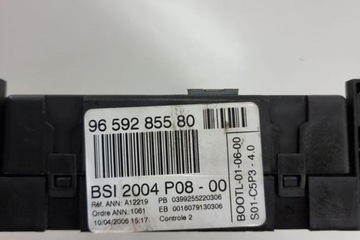 96 592 855 80
BSI 2004 P08 - 00
Réf. ANN: A12219 PB 0399255220306
Ordre ANN: 1061 EB 0016079130306
10/04/2006 15:17 Controle 2
BOOTL-01-06-00
S01-C5P3 - 4.0